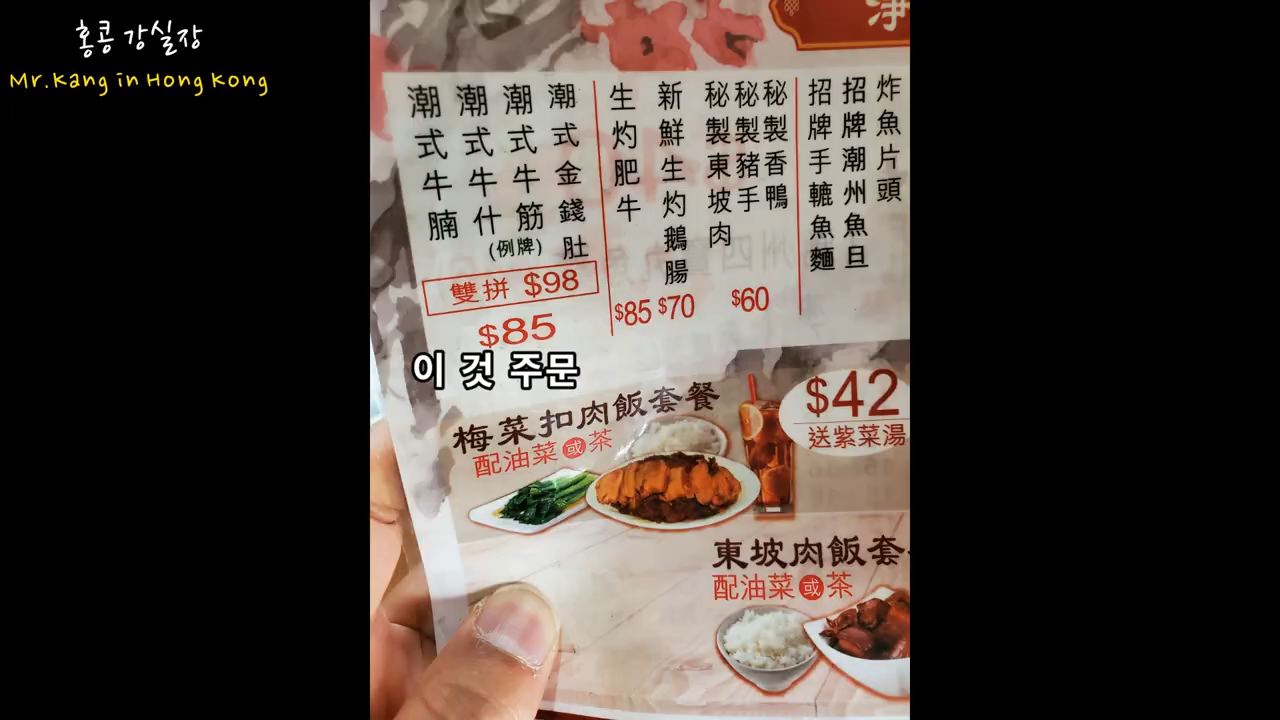 홍콩 강실장
Mr.Kang in Hong Kong
淨
炸魚片頭
招牌潮州魚旦
招牌手轆魚麵
秘製香鴨
秘製豬手
秘製東坡肉
$60
新鮮生灼鵝腸
$70
生灼肥牛
$85
潮式金錢肚
潮式牛筋
潮式牛什
潮式牛腩
(例牌)
雙拼 $98
$85
이 것 주문
梅菜扣肉飯套餐
配油菜或茶
$42
送紫菜湯
東坡肉飯套
配油菜或茶